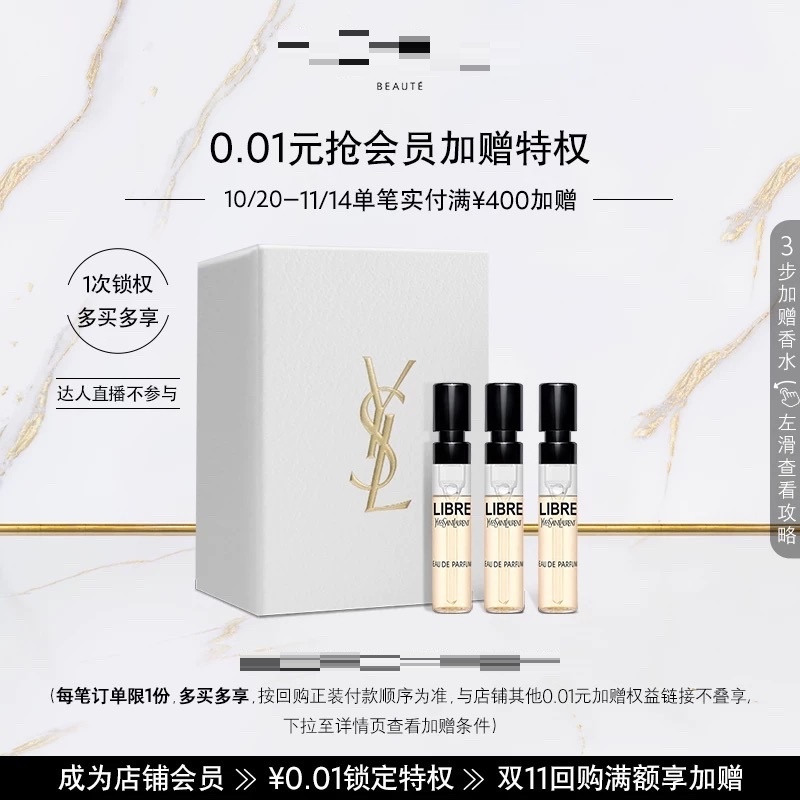 BEAUTÉ
0.01元抢会员加赠特权
10/20–11/14单笔实付满¥400加赠
1次锁权
多买多享
达人直播不参与
YSL
LIBRE
YVESSAINTLAURENT
EAU DE PARFUM
LIBRE
YVESSAINTLAURENT
EAU DE PARFUM
LIBRE
YVESSAINTLAURENT
EAU DE PARFUM
3步加赠香水
左滑查看攻略
(每笔订单限1份,多买多享,按回购正装付款顺序为准,与店铺其他0.01元加赠权益链接不叠享,
下拉至详情页查看加赠条件)
成为店铺会员 >> ¥0.01锁定特权 >> 双11回购满额享加赠